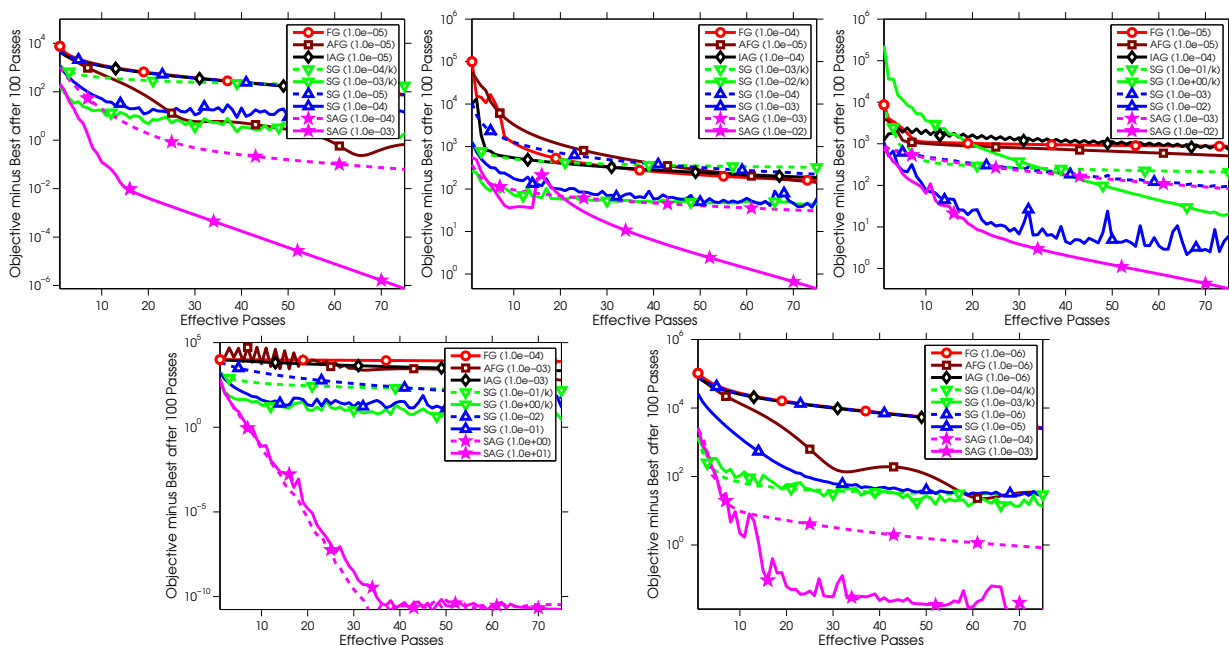 Objective minus Best after 100 Passes
10^4
10^2
10^0
10^−2
10^−4
10^−6
10 20 30 40 50 60 70
Effective Passes
FG (1.0e−05)
AFG (1.0e−05)
IAG (1.0e−05)
SG (1.0e−04/k)
SG (1.0e−03/k)
SG (1.0e−05)
SG (1.0e−04)
SAG (1.0e−04)
SAG (1.0e−03)
Objective minus Best after 100 Passes
10^6
10^5
10^4
10^3
10^2
10^1
10^0
10 20 30 40 50 60 70
Effective Passes
FG (1.0e−04)
AFG (1.0e−05)
IAG (1.0e−04)
SG (1.0e−03/k)
SG (1.0e−02/k)
SG (1.0e−04)
SG (1.0e−03)
SAG (1.0e−03)
SAG (1.0e−02)
Objective minus Best after 100 Passes
10^6
10^5
10^4
10^3
10^2
10^1
10^0
10 20 30 40 50 60 70
Effective Passes
FG (1.0e−05)
AFG (1.0e−05)
IAG (1.0e−05)
SG (1.0e−01/k)
SG (1.0e+00/k)
SG (1.0e−03)
SG (1.0e−02)
SAG (1.0e−03)
SAG (1.0e−02)
Objective minus Best after 100 Passes
10^5
10^0
10^−5
10^−10
10 20 30 40 50 60 70
Effective Passes
FG (1.0e−04)
AFG (1.0e−03)
IAG (1.0e−03)
SG (1.0e−01/k)
SG (1.0e+00/k)
SG (1.0e−02)
SG (1.0e−01)
SAG (1.0e+00)
SAG (1.0e+01)
Objective minus Best after 100 Passes
10^6
10^4
10^2
10^0
10 20 30 40 50 60 70
Effective Passes
FG (1.0e−06)
AFG (1.0e−06)
IAG (1.0e−06)
SG (1.0e−04/k)
SG (1.0e−03/k)
SG (1.0e−06)
SG (1.0e−05)
SAG (1.0e−04)
SAG (1.0e−03)